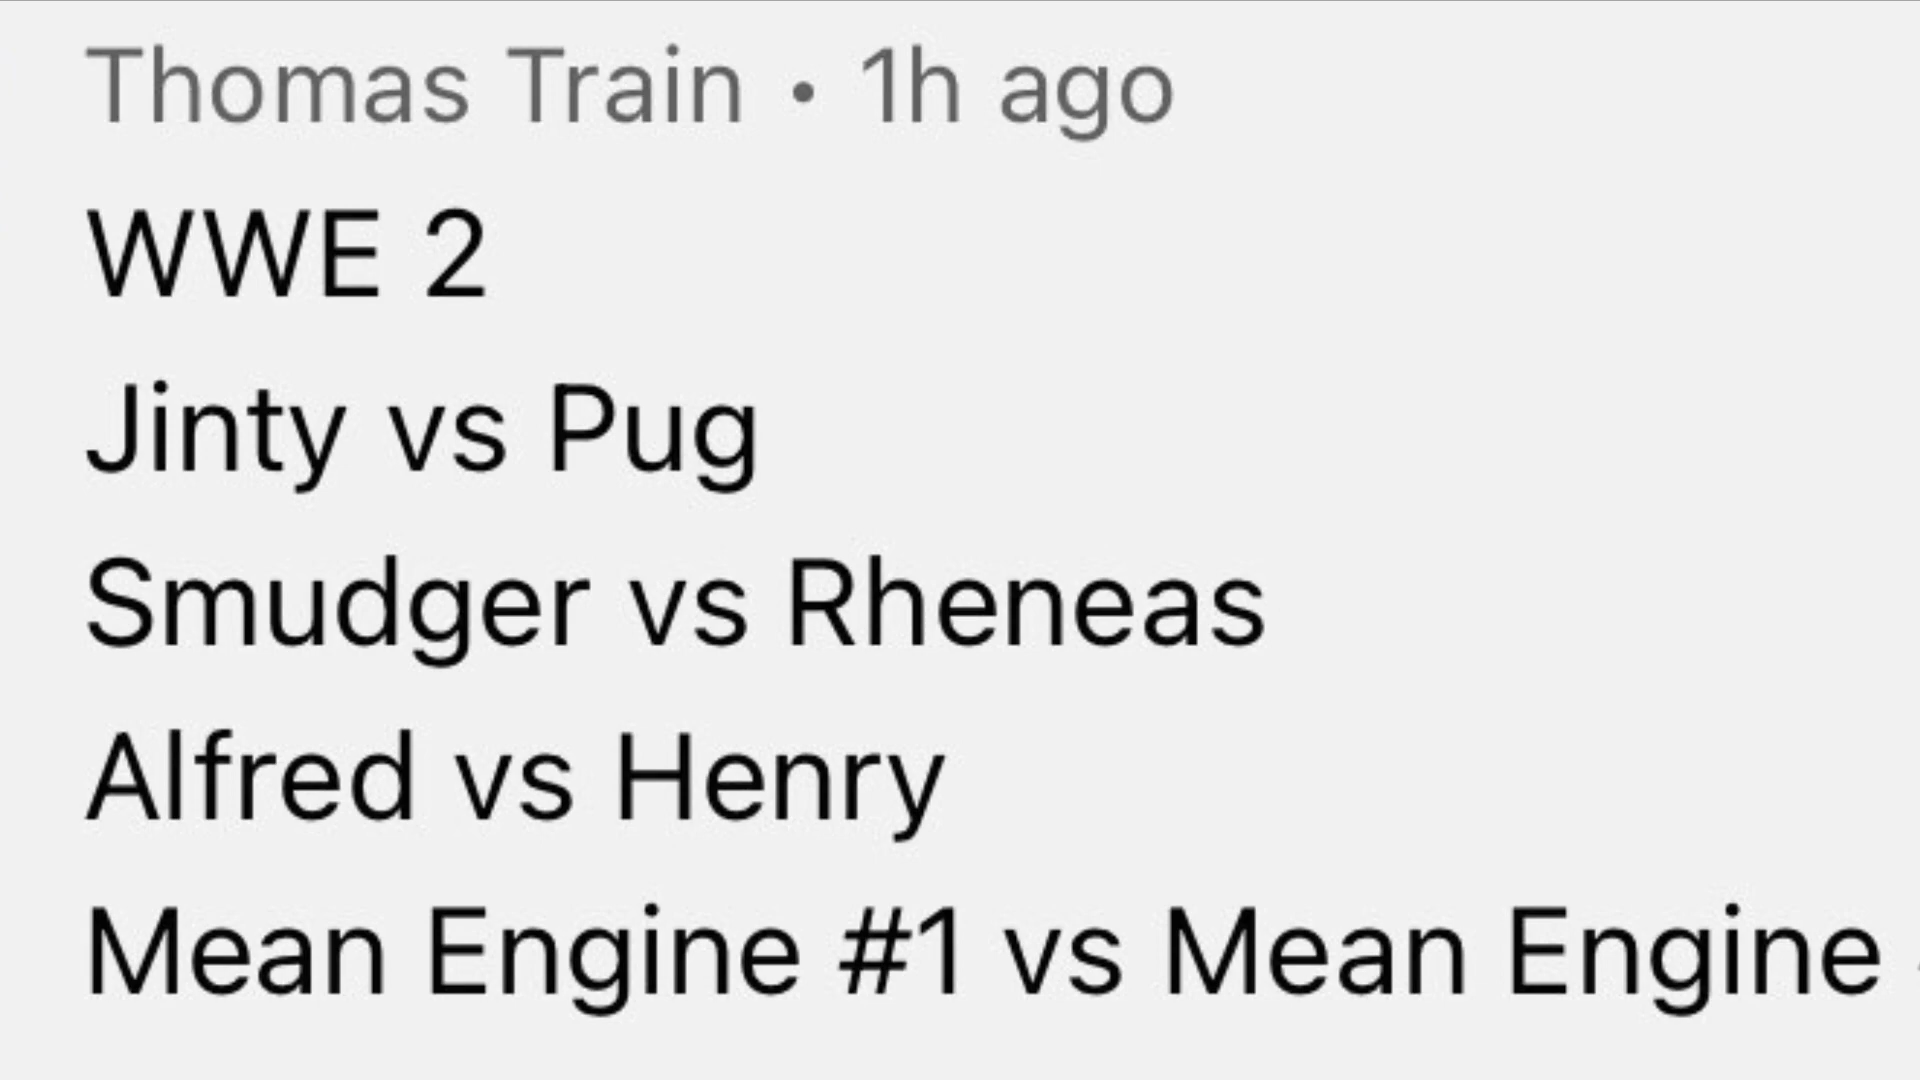 Thomas Train • 1h ago
WWE 2
Jinty vs Pug
Smudger vs Rheneas
Alfred vs Henry
Mean Engine #1 vs Mean Engine